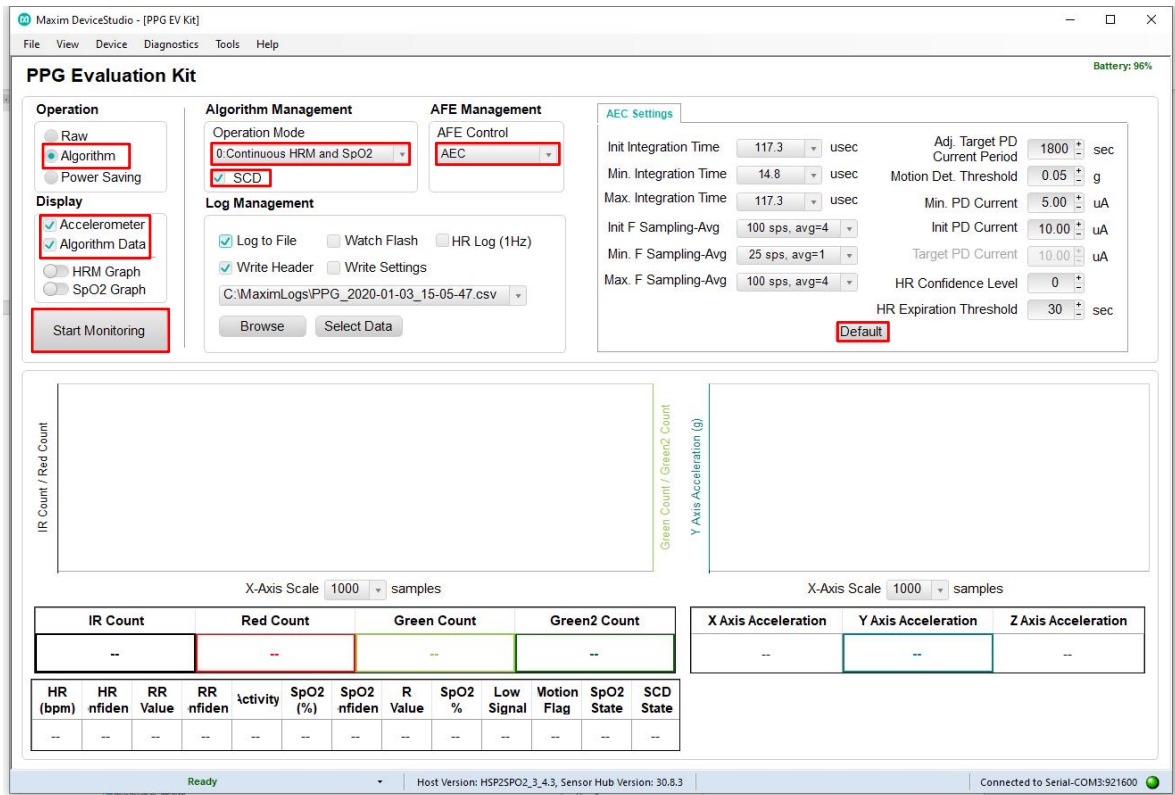 Maxim DeviceStudio - [PPG EV Kit]
File View Device Diagnostics Tools Help
PPG Evaluation Kit
Battery: 96%
Operation
Raw
Algorithm
Power Saving
Display
Accelerometer
Algorithm Data
HRM Graph
SpO2 Graph
Start Monitoring
Algorithm Management
Operation Mode
0:Continuous HRM and SpO2
SCD
AFE Management
AFE Control
AEC
Log Management
Log to File Watch Flash HR Log (1Hz)
Write Header Write Settings
C:\MaximLogs\PPG_2020-01-03_15-05-47.csv
Browse Select Data
AEC Settings
Init Integration Time 117.3 usec
Min. Integration Time 14.8 usec
Max. Integration Time 117.3 usec
Init F Sampling-Avg 100 sps, avg=4
Min. F Sampling-Avg 25 sps, avg=1
Max. F Sampling-Avg 100 sps, avg=4
Adj. Target PD
Current Period 1800 sec
Motion Det. Threshold 0.05 g
Min. PD Current 5.00 uA
Init PD Current 10.00 uA
Target PD Current 10.00 uA
HR Confidence Level 0
HR Expiration Threshold 30 sec
Default
IR Count / Red Count
Green Count / Green2 Count
X-Axis Scale 1000 samples
Y Axis Acceleration (g)
X-Axis Scale 1000 samples
IR Count Red Count Green Count Green2 Count
-- -- -- --
X Axis Acceleration Y Axis Acceleration Z Axis Acceleration
-- -- --
HR HR RR RR Activity SpO2 SpO2 R SpO2 Low Motion SpO2 SCD
(bpm) nfiden Value nfiden (%) nfiden Value % Signal Flag State State
-- -- -- -- -- -- -- -- -- -- -- -- --
Ready
Host Version: HSP2SPO2_3_4.3, Sensor Hub Version: 30.8.3
Connected to Serial-COM3:921600